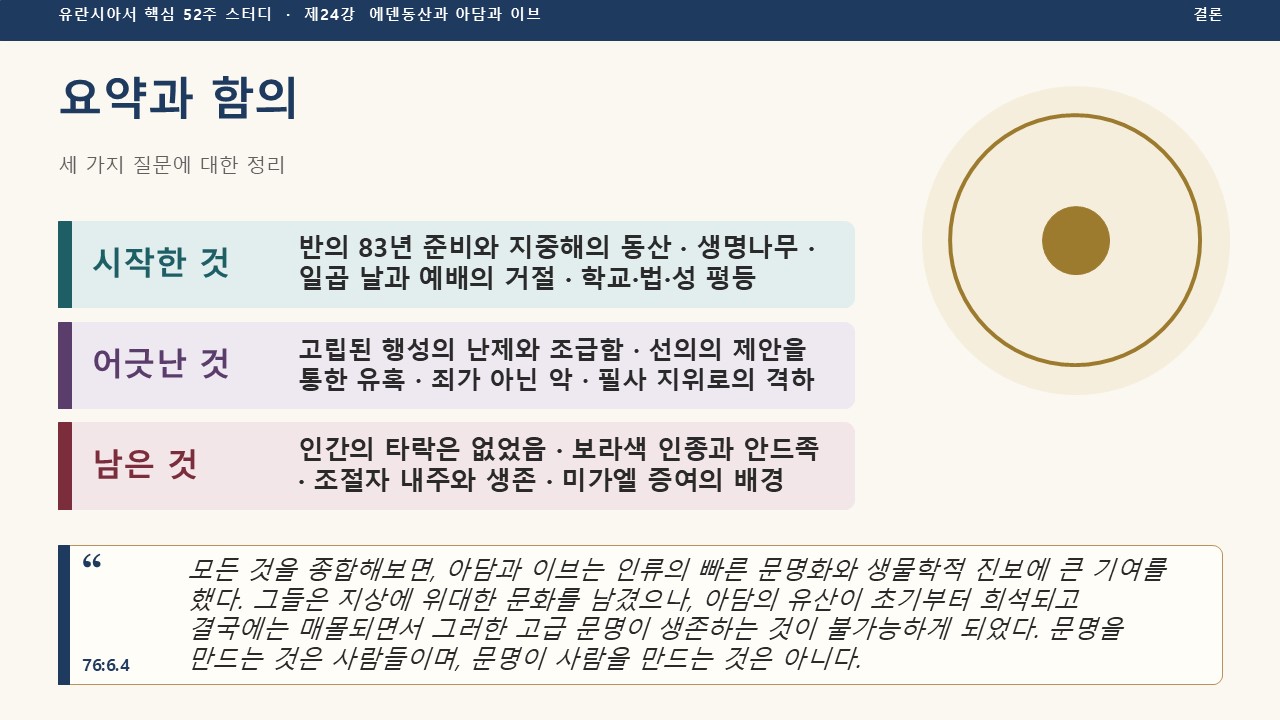 유란시아서 핵심 52주 스터디 · 제24강 에덴동산과 아담과 이브
결론
요약과 함의
세 가지 질문에 대한 정리
시작한 것
반의 83년 준비와 지중해의 동산 · 생명나무 ·
일곱 날과 예배의 거절 · 학교·법·성 평등
어긋난 것
고립된 행성의 난제와 조급함 · 선의의 제안을
통한 유혹 · 죄가 아닌 악 · 필사 지위로의 격하
남은 것
인간의 타락은 없었음 · 보라색 인종과 안드족
· 조절자 내주와 생존 · 미가엘 증여의 배경
“
모든 것을 종합해보면, 아담과 이브는 인류의 빠른 문명화와 생물학적 진보에 큰 기여를
했다. 그들은 지상에 위대한 문화를 남겼으나, 아담의 유산이 초기부터 희석되고
결국에는 매몰되면서 그러한 고급 문명이 생존하는 것이 불가능하게 되었다. 문명을
만드는 것은 사람들이며, 문명이 사람을 만드는 것은 아니다.
76:6.4